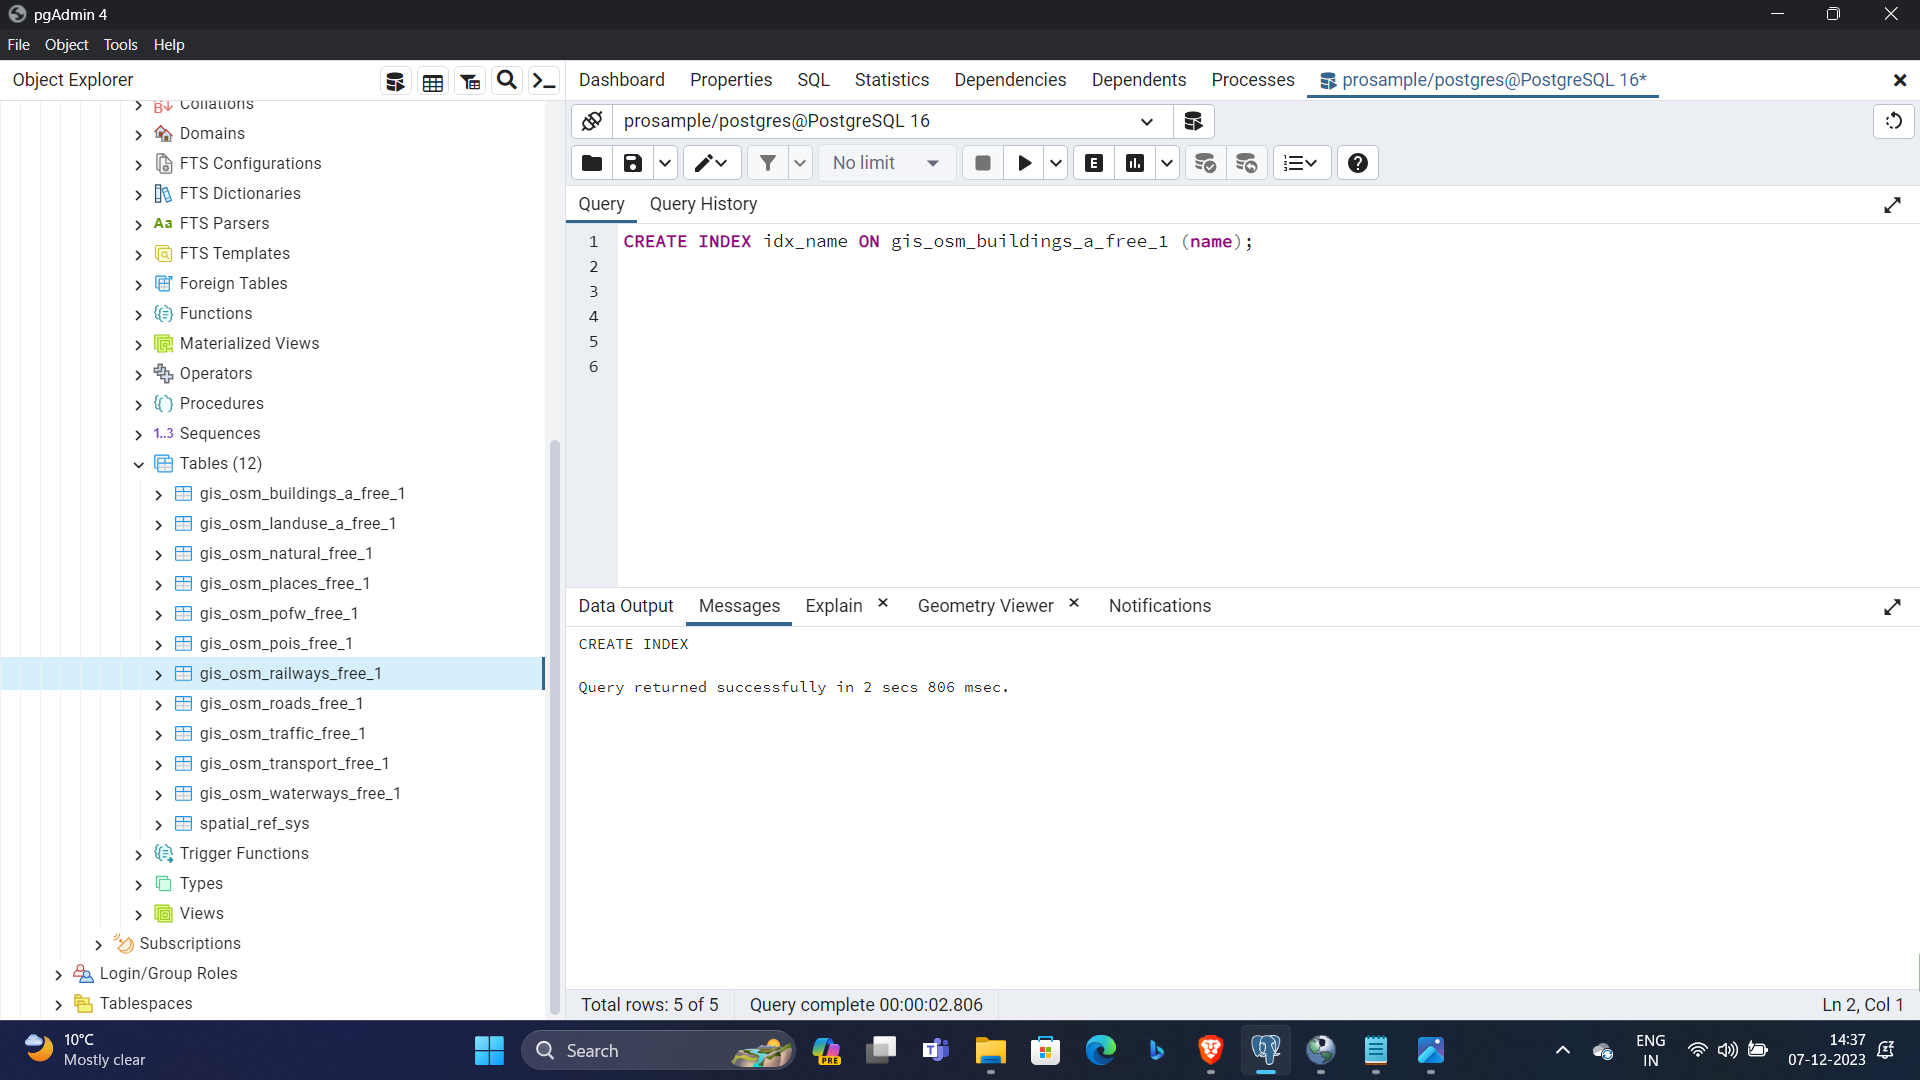 pgAdmin 4
File Object Tools Help
Object Explorer
Dashboard Properties SQL Statistics Dependencies Dependents Processes prosample/postgres@PostgreSQL 16*
prosample/postgres@PostgreSQL 16
No limit
E
Query Query History
1 CREATE INDEX idx_name ON gis_osm_buildings_a_free_1 (name);
2
3
4
5
6
Collations
Domains
FTS Configurations
FTS Dictionaries
Aa FTS Parsers
FTS Templates
Foreign Tables
Functions
Materialized Views
Operators
Procedures
1..3 Sequences
Tables (12)
gis_osm_buildings_a_free_1
gis_osm_landuse_a_free_1
gis_osm_natural_free_1
gis_osm_places_free_1
gis_osm_pofw_free_1
gis_osm_pois_free_1
gis_osm_railways_free_1
gis_osm_roads_free_1
gis_osm_traffic_free_1
gis_osm_transport_free_1
gis_osm_waterways_free_1
spatial_ref_sys
Trigger Functions
Types
Views
Subscriptions
Login/Group Roles
Tablespaces
Data Output Messages Explain Geometry Viewer Notifications
CREATE INDEX
Query returned successfully in 2 secs 806 msec.
Total rows: 5 of 5 Query complete 00:00:02.806 Ln 2, Col 1
10°C
Mostly clear
Search
PRE
ENG
IN
14:37
07-12-2023